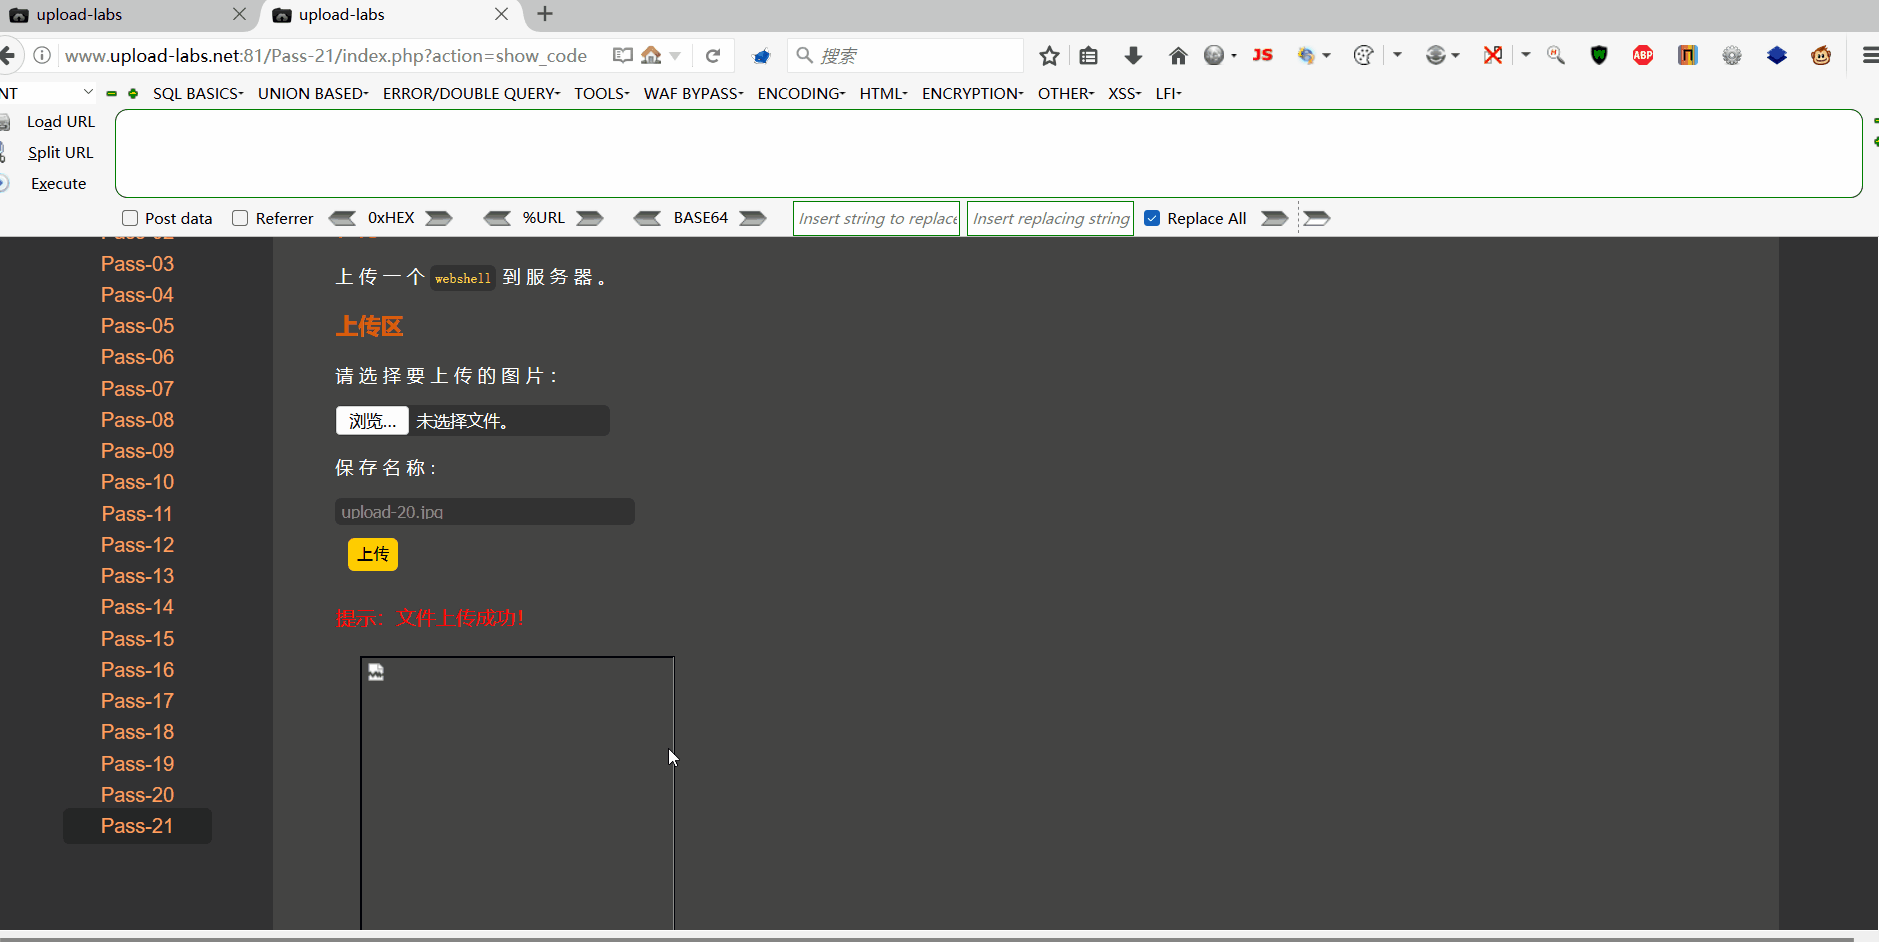 upload-labs upload-labs
www.upload-labs.net:81/Pass-21/index.php?action=show_code 搜索 JS ABP
NT SQL BASICS UNION BASED ERROR/DOUBLE QUERY TOOLS WAF BYPASS ENCODING HTML ENCRYPTION OTHER XSS LFI
Load URL
Split URL
Execute
Post data Referrer 0xHEX %URL BASE64 Insert string to replace Insert replacing string Replace All
Pass-02
Pass-03
Pass-04
Pass-05
Pass-06
Pass-07
Pass-08
Pass-09
Pass-10
Pass-11
Pass-12
Pass-13
Pass-14
Pass-15
Pass-16
Pass-17
Pass-18
Pass-19
Pass-20
Pass-21
上传一个 webshell 到服务器。
上传区
请选择要上传的图片：
浏览... 未选择文件。
保存名称:
upload-20.jpg
上传
提示：文件上传成功！